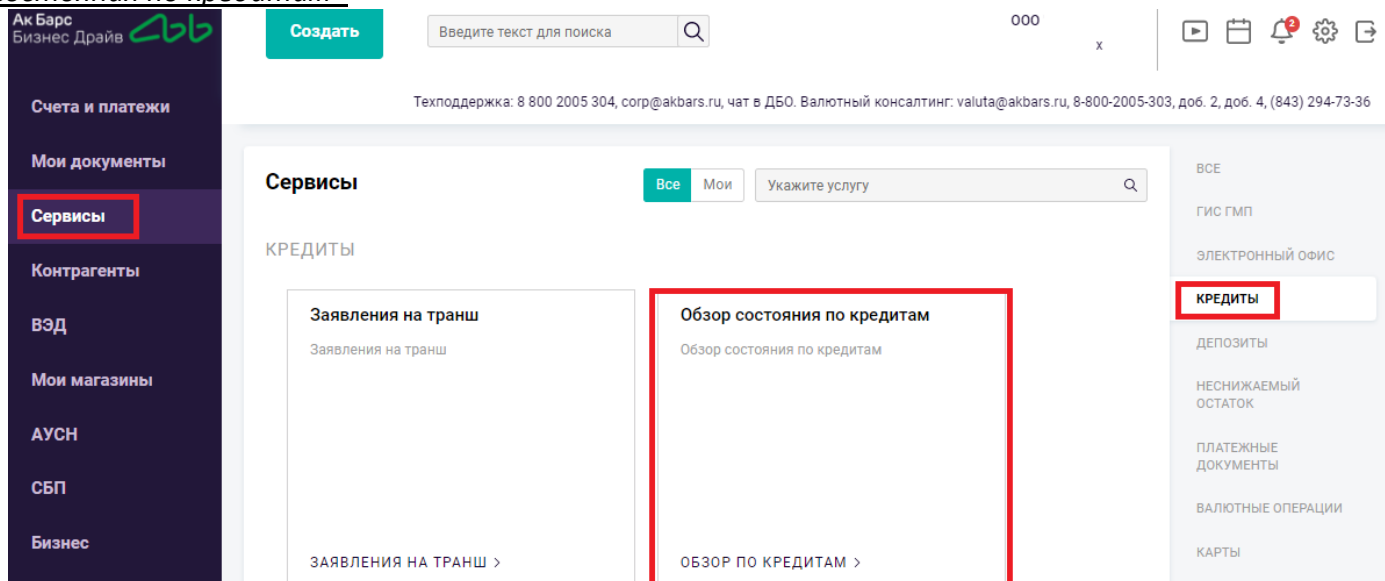 по кредитам
Ак Барс
Бизнес Драйв
Создать
Введите текст для поиска
ООО
х
2
Техподдержка: 8 800 2005 304, corp@akbars.ru, чат в ДБО. Валютный консалтинг: valuta@akbars.ru, 8-800-2005-303, доб. 2, доб. 4, (843) 294-73-36
Счета и платежи
Мои документы
Сервисы
Контрагенты
ВЭД
Мои магазины
АУСН
СБП
Бизнес
Сервисы
Все
Мои
Укажите услугу
КРЕДИТЫ
Заявления на транш
Заявления на транш
ЗАЯВЛЕНИЯ НА ТРАНШ >
Обзор состояния по кредитам
Обзор состояния по кредитам
ОБЗОР ПО КРЕДИТАМ >
ВСЕ
ГИС ГМП
ЭЛЕКТРОННЫЙ ОФИС
КРЕДИТЫ
ДЕПОЗИТЫ
НЕСНИЖАЕМЫЙ
ОСТАТОК
ПЛАТЕЖНЫЕ
ДОКУМЕНТЫ
ВАЛЮТНЫЕ ОПЕРАЦИИ
КАРТЫ